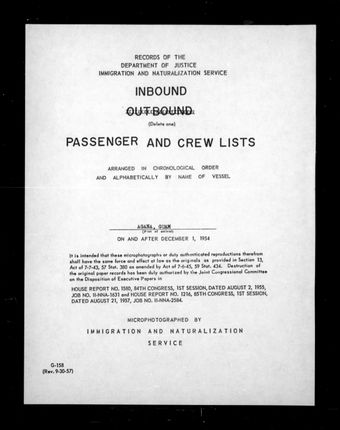 RECORDS OF THE
DEPARTMENT OF JUSTICE
IMMIGRATION AND NATURALIZATION SERVICE
INBOUND
OUTBOUND
(Delete one)
PASSENGER AND CREW LISTS
ARRANGED IN CHRONOLOGICAL ORDER
AND ALPHABETICALLY BY NAME OF VESSEL
AGANA, GUAM
(Port of arrival)
ON AND AFTER DECEMBER 1, 1954
It is intended that these microphotographs or duly authenticated reproductions therefrom
shall have the same force and effect at law as the originals as provided in Section 13,
Act of 7-7-43, 57 Stat. 380 as amended by Act of 7-6-45, 59 Stat. 434. Destruction of
the original paper records has been duly authorized by the Joint Congressional Committee
on the Disposition of Executive Papers in
HOUSE REPORT NO. 1510, 84TH CONGRESS, 1ST SESSION, DATED AUGUST 2, 1955,
JOB NO. II-NNA-1631 and HOUSE REPORT NO. 1216, 85TH CONGRESS, 1ST SESSION,
DATED AUGUST 21, 1957, JOB NO. II-NNA-2584.
MICROPHOTOGRAPHED BY
IMMIGRATION AND NATURALIZATION
SERVICE
G-158
(Rev. 9-30-57)